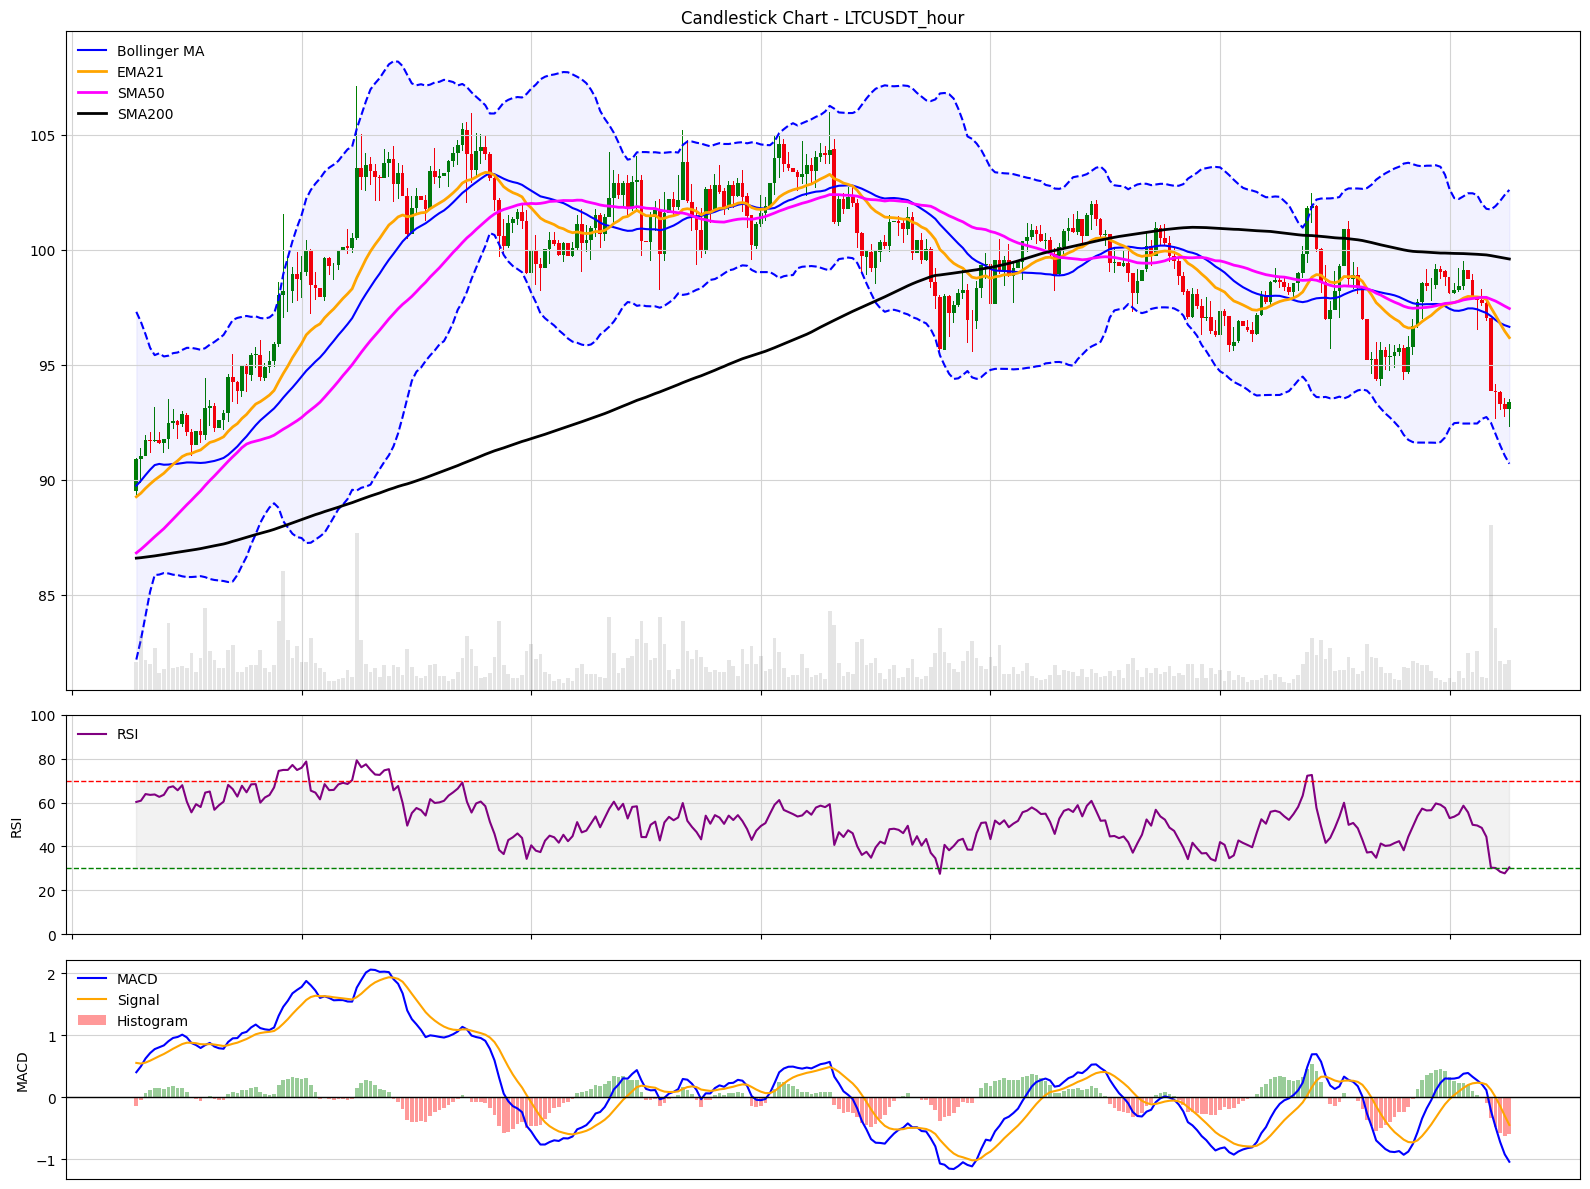 Candlestick Chart - LTCUSDT_hour
Bollinger MA
EMA21
SMA50
SMA200
105
100
95
90
85
RSI
100
80
60
40
20
0
RSI
MACD
Signal
Histogram
2
1
0
−1
MACD